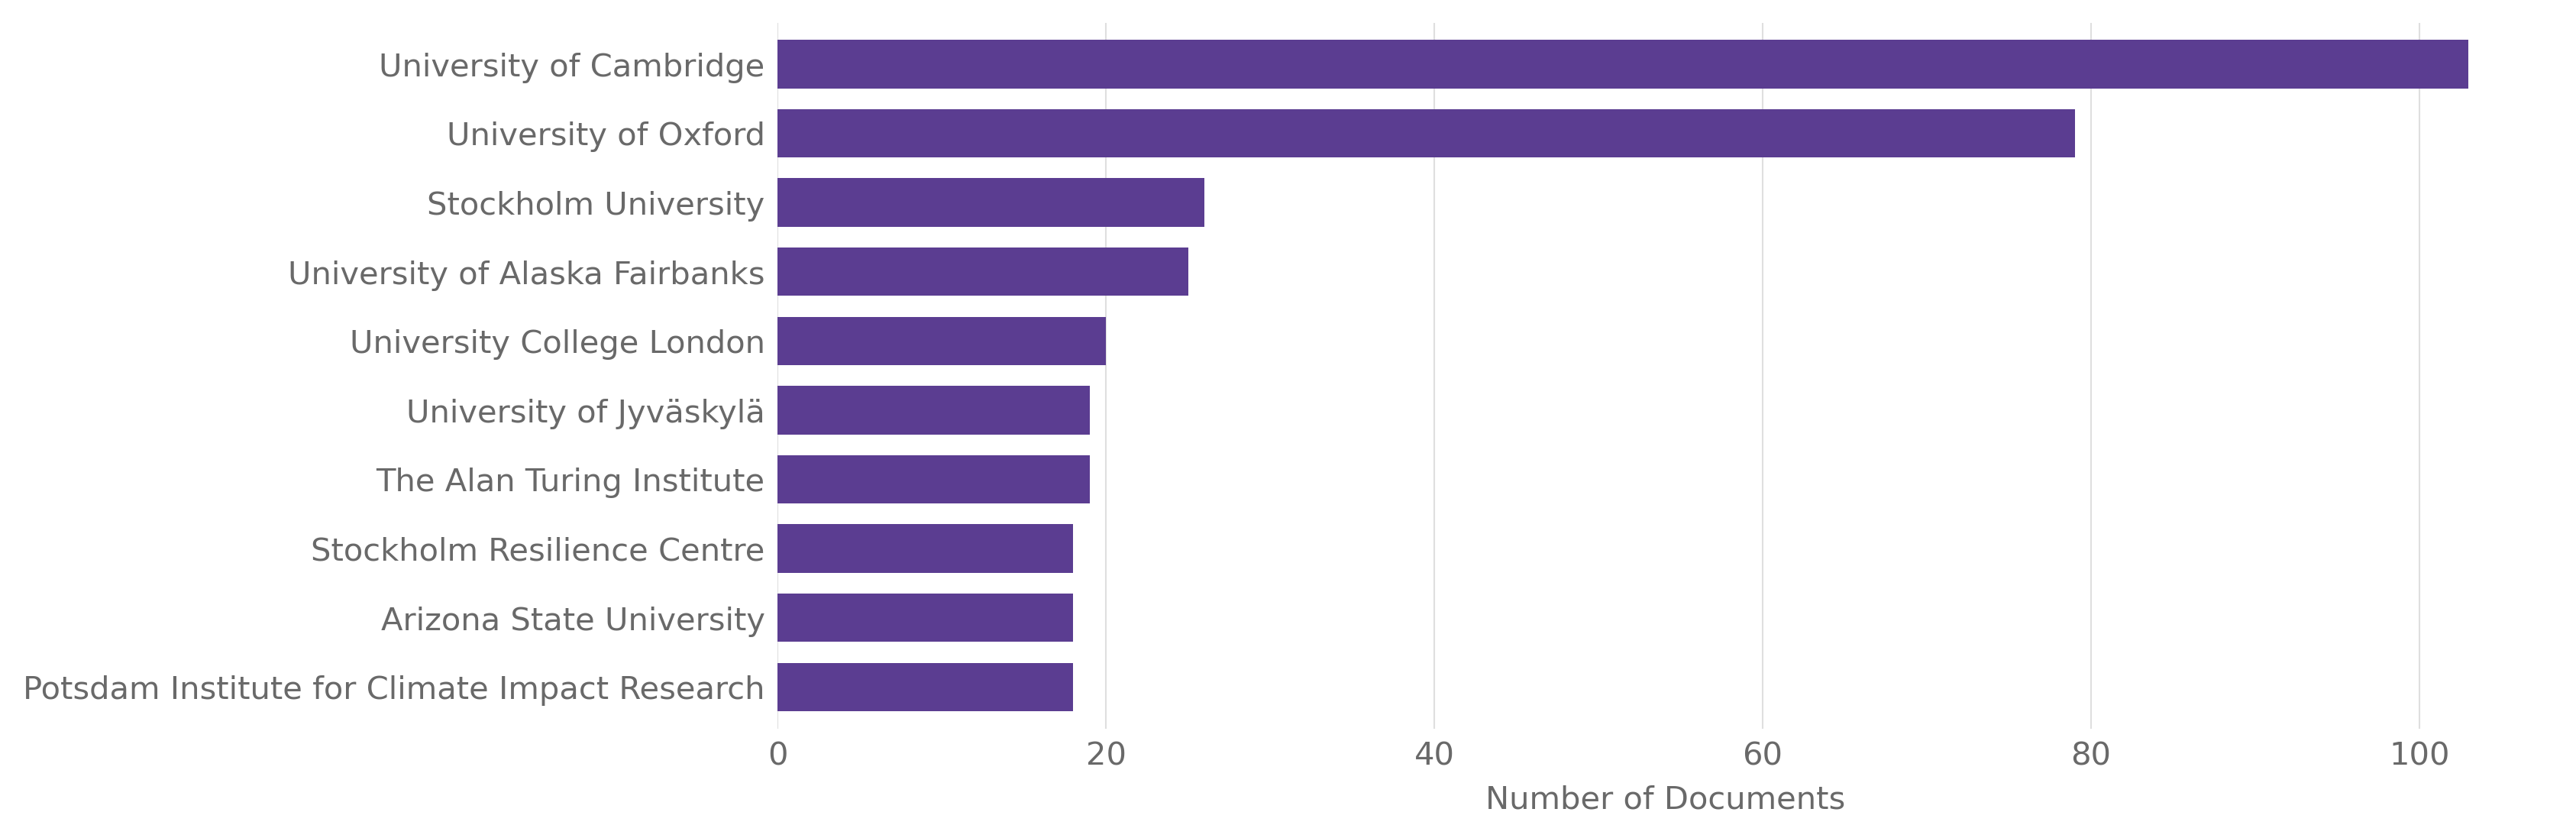 University of Cambridge
University of Oxford
Stockholm University
University of Alaska Fairbanks
University College London
University of Jyväskylä
The Alan Turing Institute
Stockholm Resilience Centre
Arizona State University
Potsdam Institute for Climate Impact Research
0 20 40 60 80 100
Number of Documents